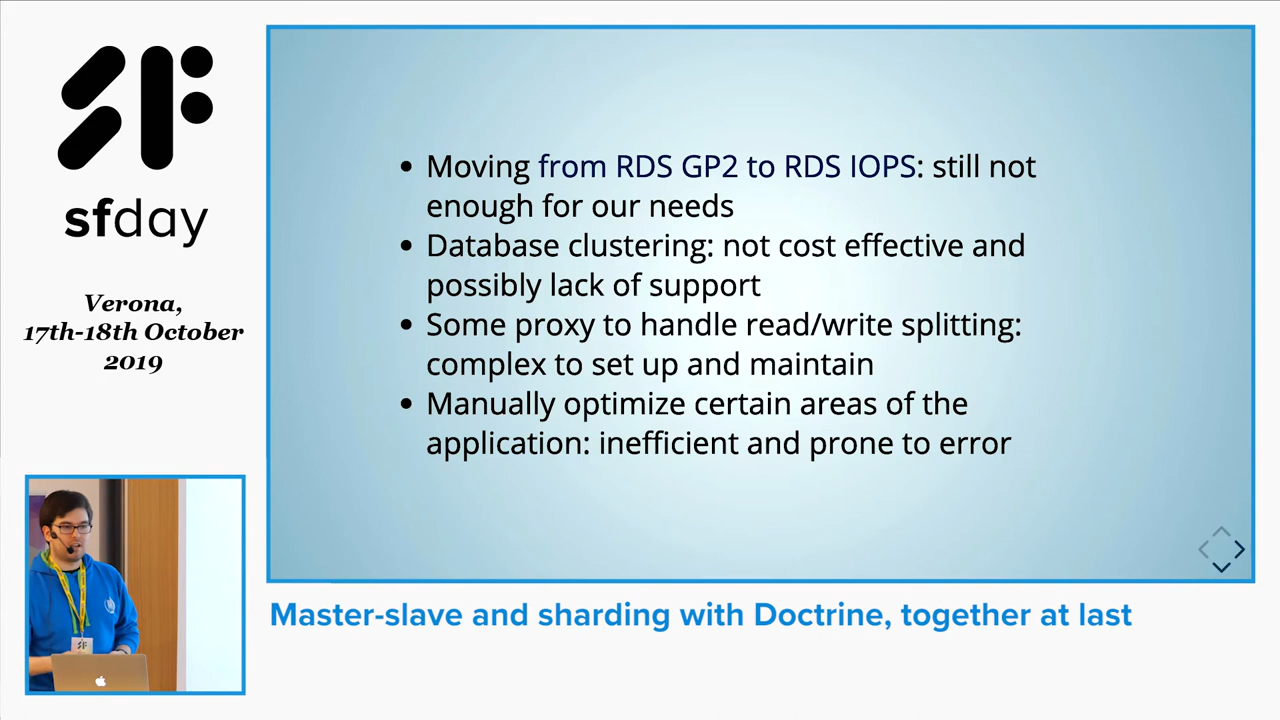 SF
sfday
Verona,
17th-18th October
2019
• Moving from RDS GP2 to RDS IOPS: still not
enough for our needs
• Database clustering: not cost effective and
possibly lack of support
• Some proxy to handle read/write splitting:
complex to set up and maintain
• Manually optimize certain areas of the
application: inefficient and prone to error
Master-slave and sharding with Doctrine, together at last